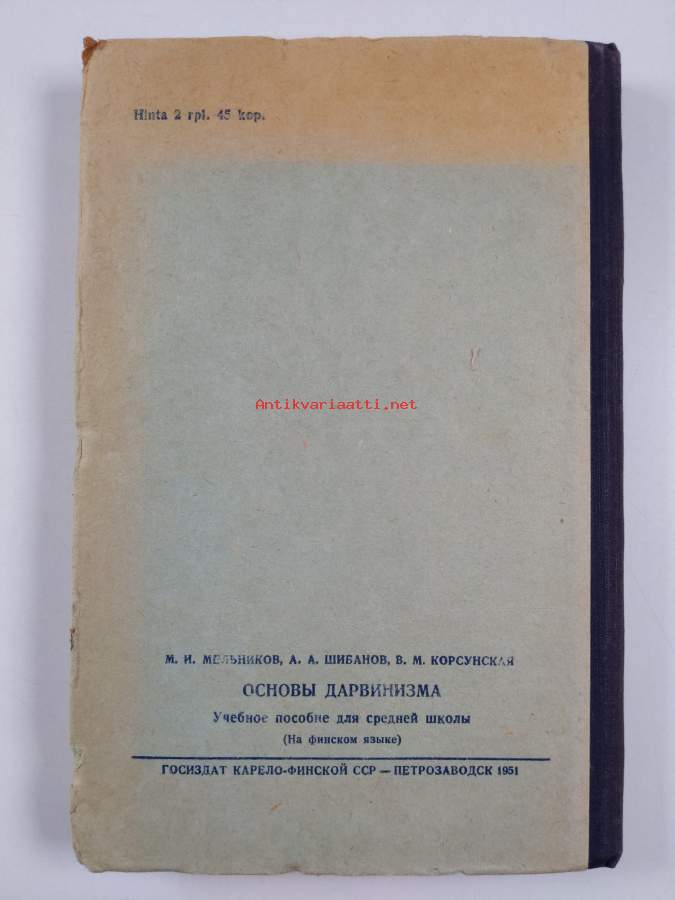 Hinta 2 rpl. 45 kop.
Antikvariaatti.net
М. И. МЕЛЬНИКОВ, А. А. ШИБАНОВ, В. М. КОРСУНСКАЯ
ОСНОВЫ ДАРВИНИЗМА
Учебное пособие для средней школы
(На финском языке)
ГОСИЗДАТ КАРЕЛО-ФИНСКОЙ ССР — ПЕТРОЗАВОДСК 1951